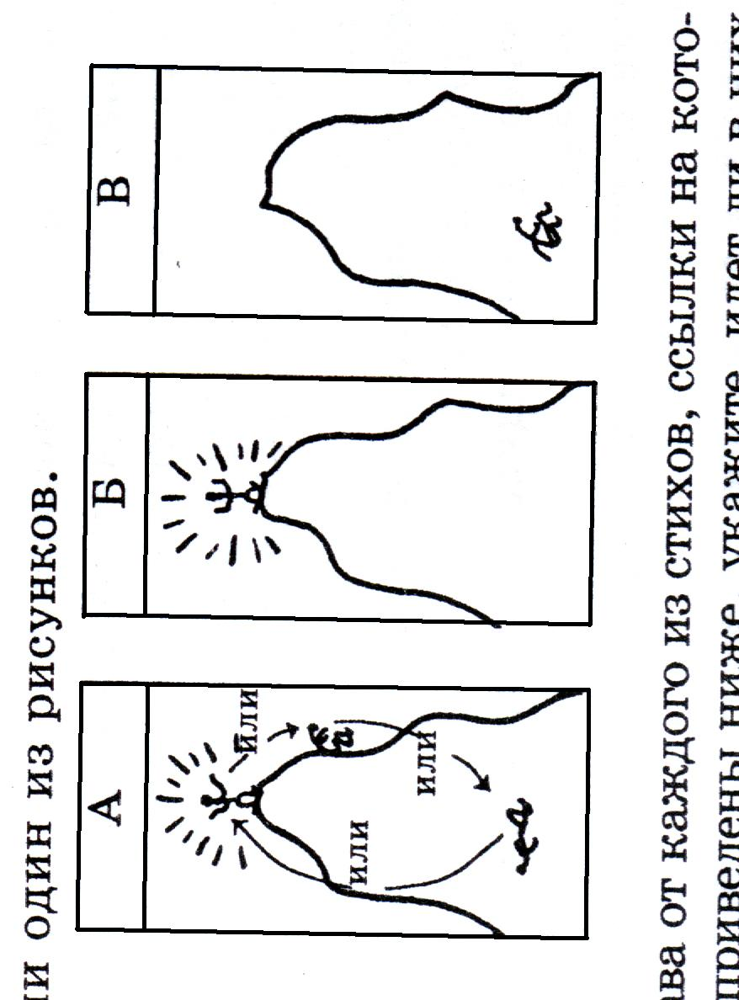 один из рисунков.
А Б В
или
или
или
ава от каждого из стихов, ссылки на кото-
приведены ниже, укажите, идет ли в них